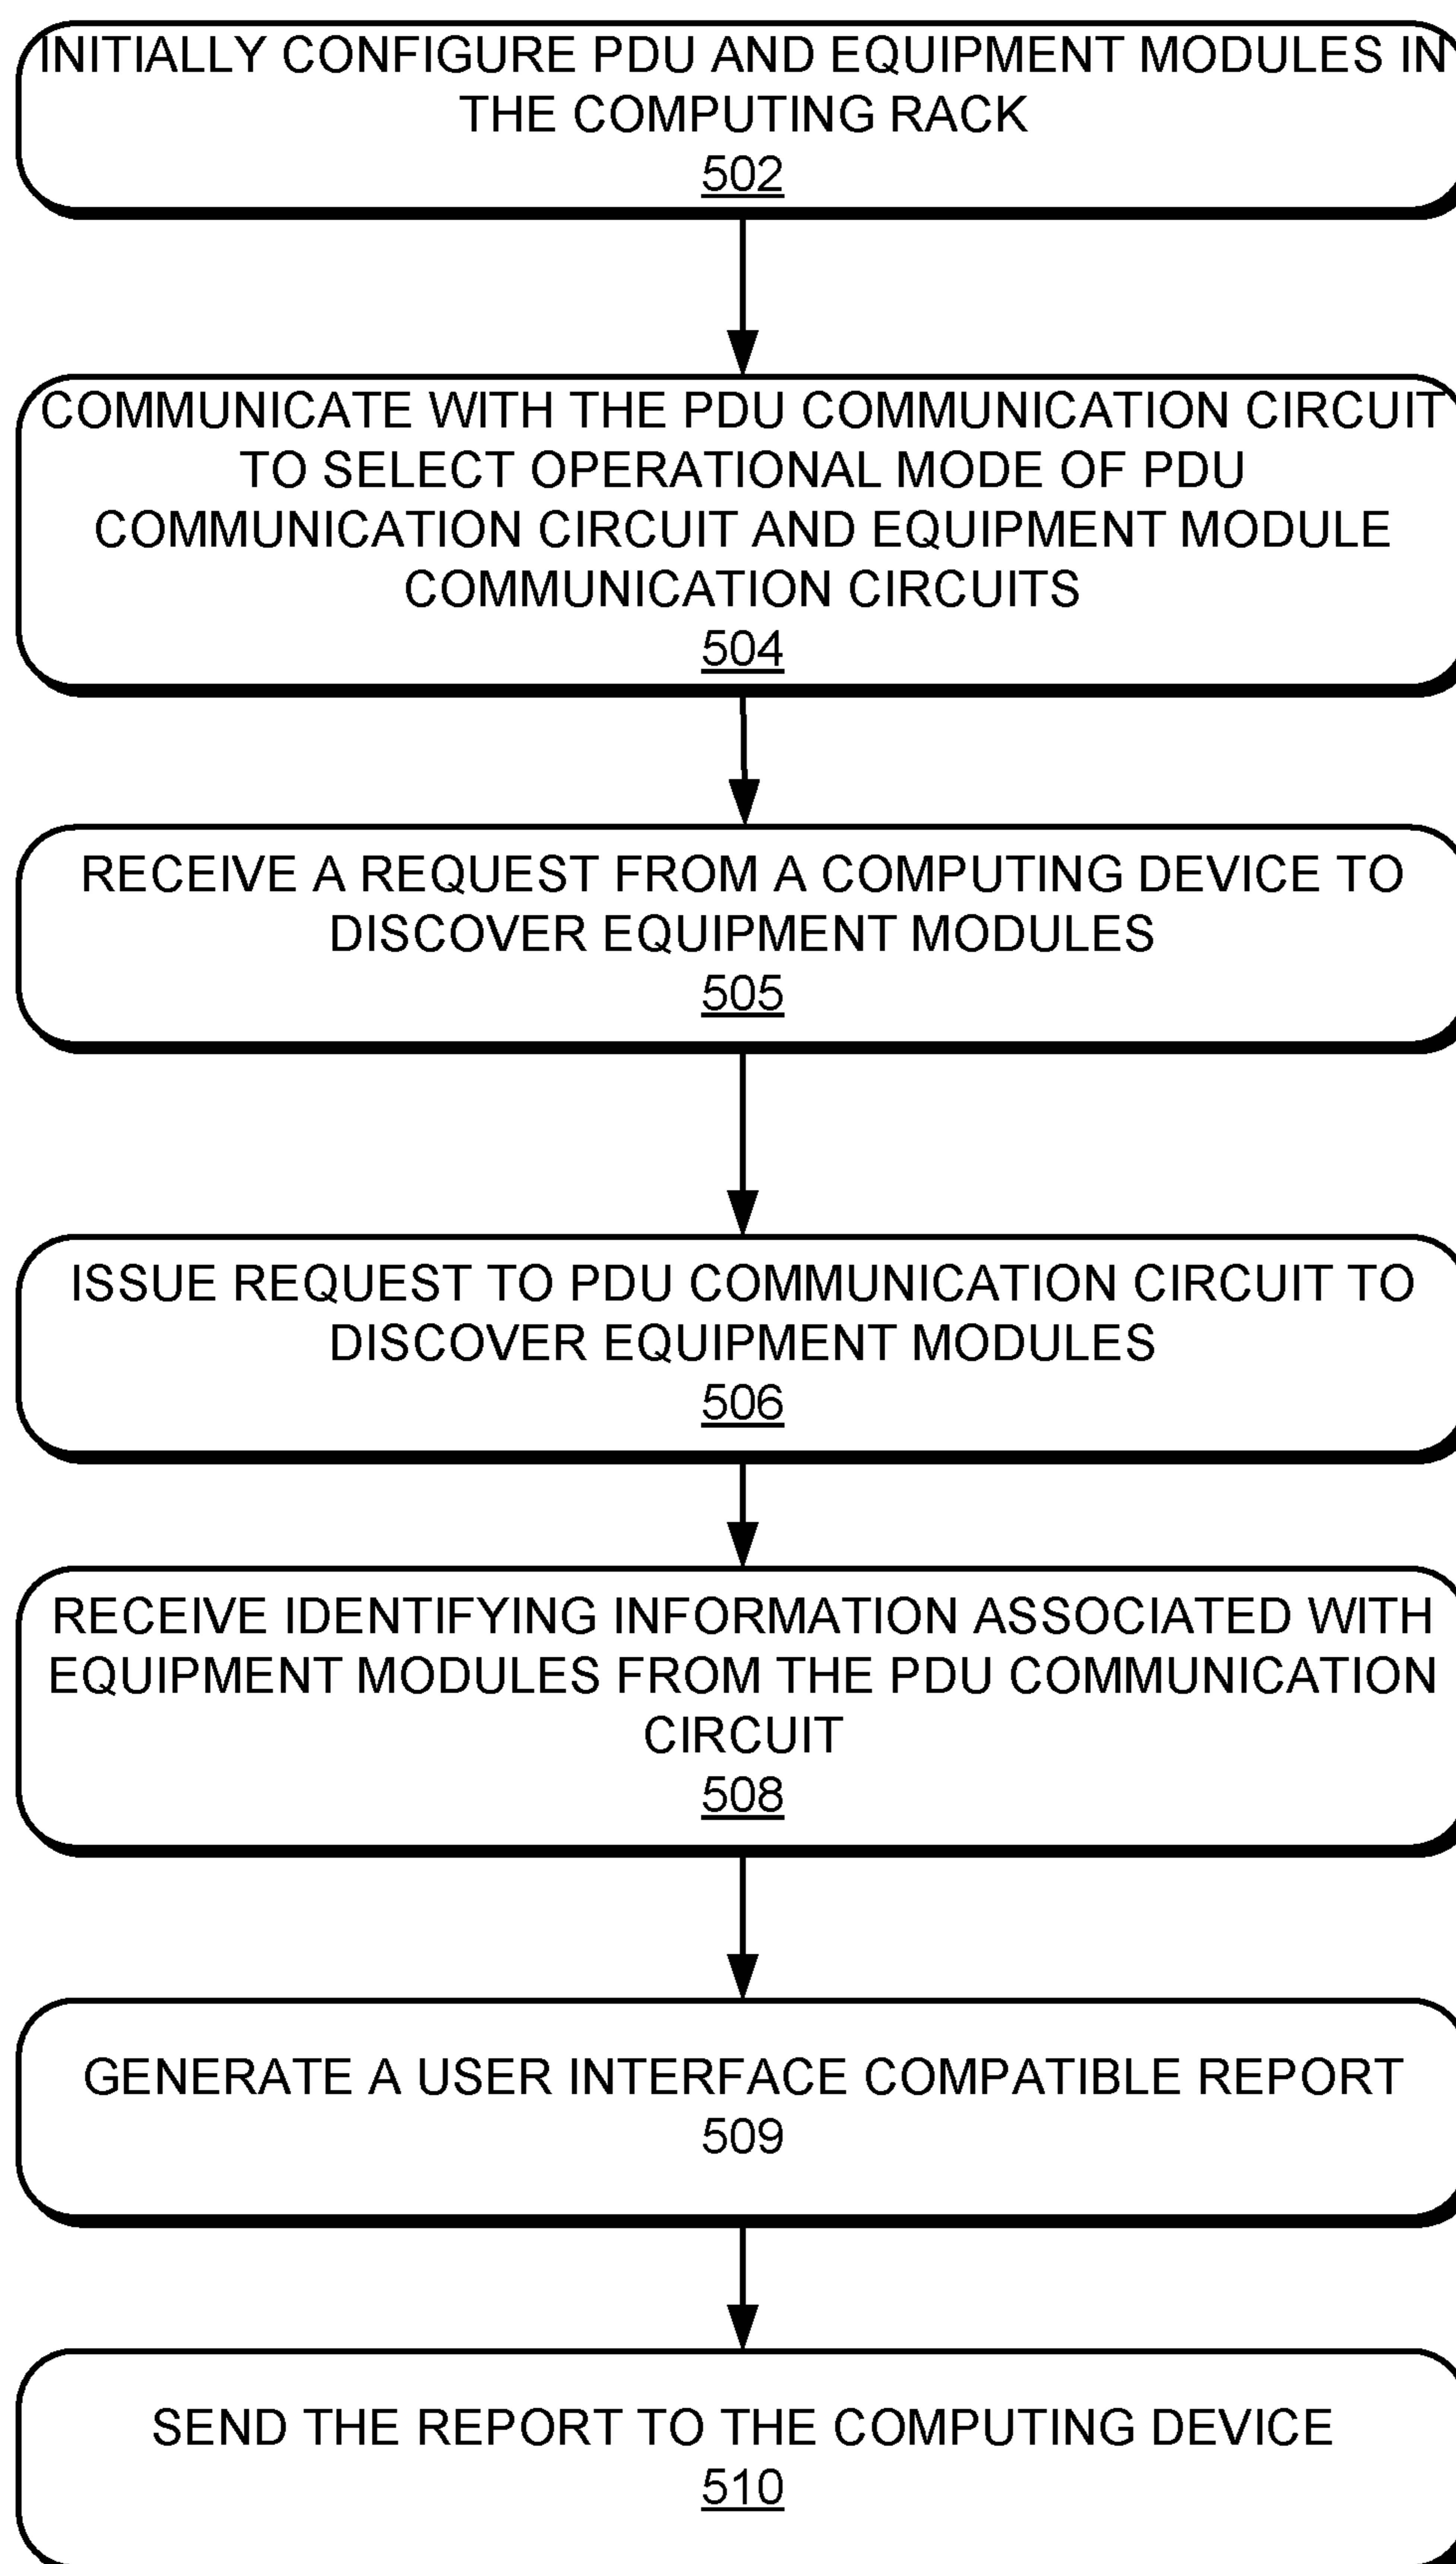 INITIALLY CONFIGURE PDU AND EQUIPMENT MODULES IN
THE COMPUTING RACK
502
COMMUNICATE WITH THE PDU COMMUNICATION CIRCUIT
TO SELECT OPERATIONAL MODE OF PDU
COMMUNICATION CIRCUIT AND EQUIPMENT MODULE
COMMUNICATION CIRCUITS
504
RECEIVE A REQUEST FROM A COMPUTING DEVICE TO
DISCOVER EQUIPMENT MODULES
505
ISSUE REQUEST TO PDU COMMUNICATION CIRCUIT TO
DISCOVER EQUIPMENT MODULES
506
RECEIVE IDENTIFYING INFORMATION ASSOCIATED WITH
EQUIPMENT MODULES FROM THE PDU COMMUNICATION
CIRCUIT
508
GENERATE A USER INTERFACE COMPATIBLE REPORT
509
SEND THE REPORT TO THE COMPUTING DEVICE
510